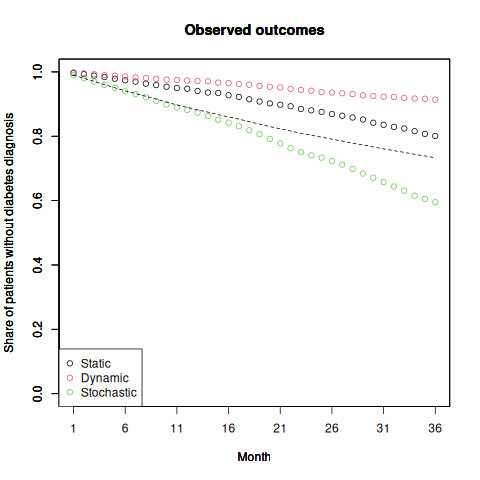 Observed outcomes
Share of patients without diabetes diagnosis
1.0
0.8
0.6
0.4
0.2
0.0
Static
Dynamic
Stochastic
1 6 11 16 21 26 31 36
Month